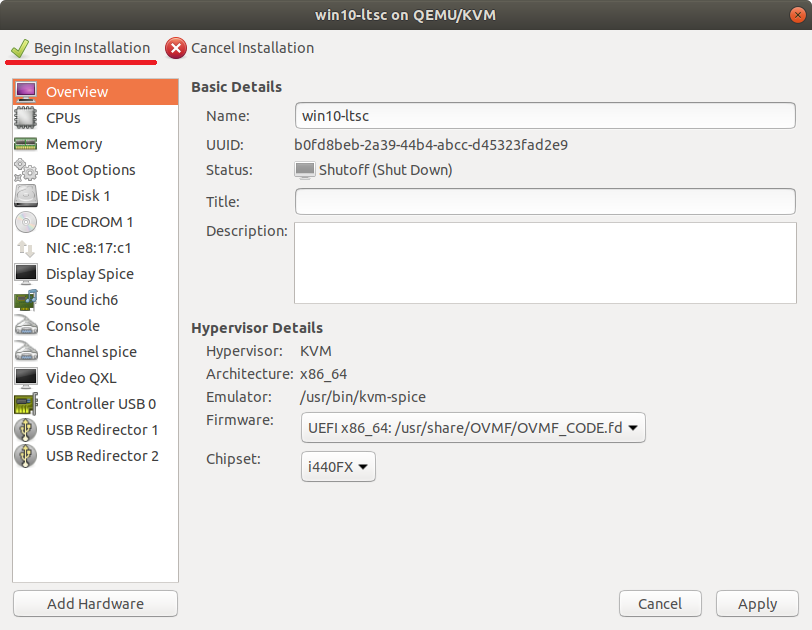 win10-ltsc on QEMU/KVM
Begin Installation Cancel Installation
Overview
CPUs
Memory
Boot Options
IDE Disk 1
IDE CDROM 1
NIC :e8:17:c1
Display Spice
Sound ich6
Console
Channel spice
Video QXL
Controller USB 0
USB Redirector 1
USB Redirector 2
Add Hardware
Basic Details
Name: win10-ltsc
UUID: b0fd8beb-2a39-44b4-abcc-d45323fad2e9
Status: Shutoff (Shut Down)
Title:
Description:
Hypervisor Details
Hypervisor: KVM
Architecture: x86_64
Emulator: /usr/bin/kvm-spice
Firmware: UEFI x86_64: /usr/share/OVMF/OVMF_CODE.fd
Chipset: i440FX
Cancel Apply